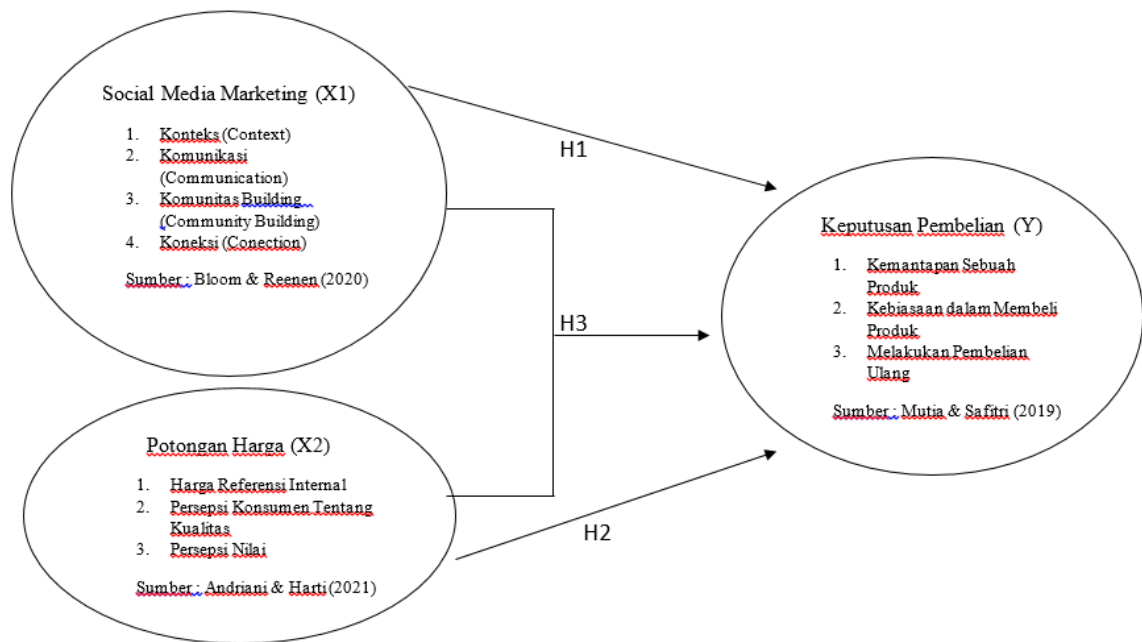 Social Media Marketing (X1)
1. Konteks (Context)
2. Komunikasi
(Communication)
3. Komunitas Building
(Community Building)
4. Koneksi (Conection)
Sumber : Bloom & Reenen (2020)
H1
H3
H2
Keputusan Pembelian (Y)
1. Kemantapan Sebuah
Produk
2. Kebiasaan dalam Membeli
Produk
3. Melakukan Pembelian
Ulang
Sumber : Mutia & Safitri (2019)
Potongan Harga (X2)
1. Harga Referensi Internal
2. Persepsi Konsumen Tentang
Kualitas
3. Persepsi Nilai
Sumber : Andriani & Harti (2021)